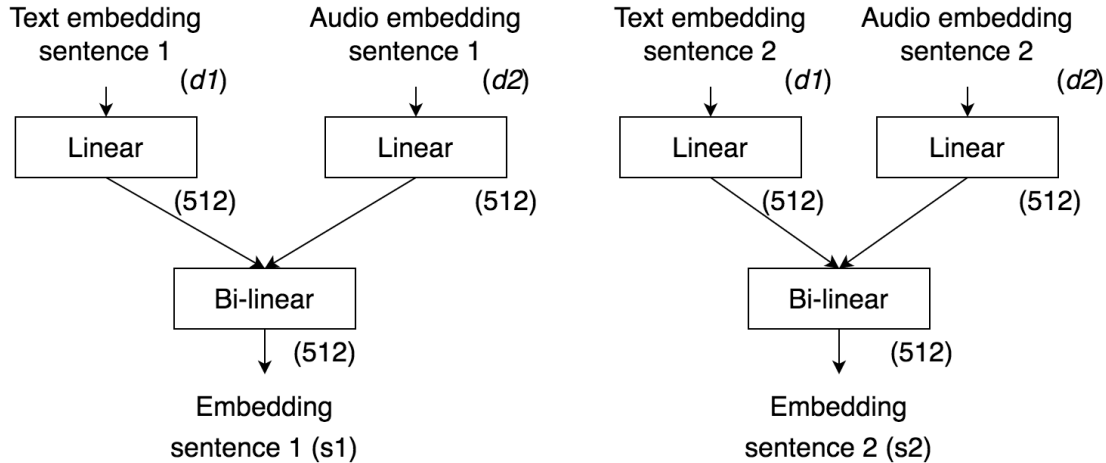 Text embedding
sentence 1
(d1)
Audio embedding
sentence 1
(d2)
Linear
Linear
(512)
(512)
Bi-linear
(512)
Embedding
sentence 1 (s1)
Text embedding
sentence 2
(d1)
Audio embedding
sentence 2
(d2)
Linear
Linear
(512)
(512)
Bi-linear
(512)
Embedding
sentence 2 (s2)